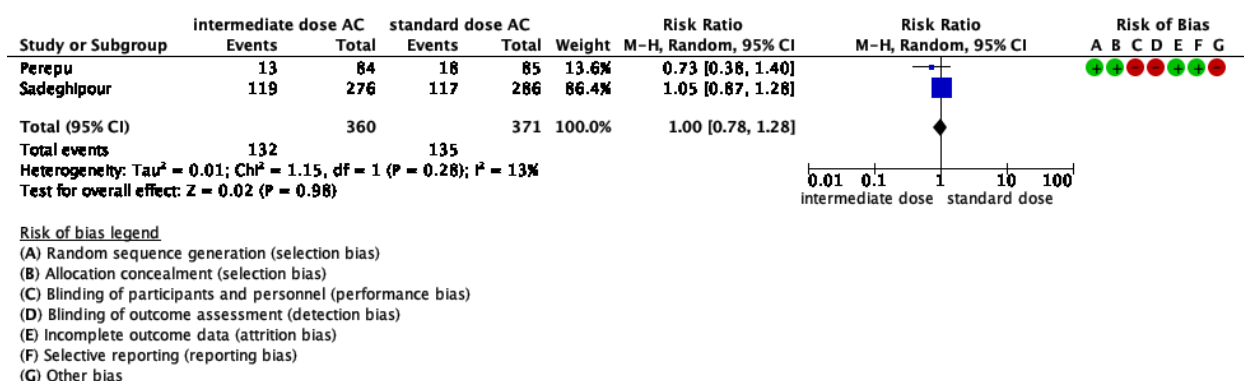 intermediate dose AC standard dose AC Risk Ratio Risk Ratio Risk of Bias
Study or Subgroup Events Total Events Total Weight M-H, Random, 95% CI M-H, Random, 95% CI A B C D E F G
Perepu 13 84 18 85 13.6% 0.73 [0.38, 1.40] + + − − + + −
Sadeghipour 119 276 117 286 86.4% 1.05 [0.87, 1.28]
Total (95% CI) 360 371 100.0% 1.00 [0.78, 1.28]
Total events 132 135
Heterogeneity: Tau² = 0.01; Chi² = 1.15, df = 1 (P = 0.28); I² = 13%
Test for overall effect: Z = 0.02 (P = 0.98)
0.01 0.1 1 10 100
intermediate dose standard dose
Risk of bias legend
(A) Random sequence generation (selection bias)
(B) Allocation concealment (selection bias)
(C) Blinding of participants and personnel (performance bias)
(D) Blinding of outcome assessment (detection bias)
(E) Incomplete outcome data (attrition bias)
(F) Selective reporting (reporting bias)
(G) Other bias